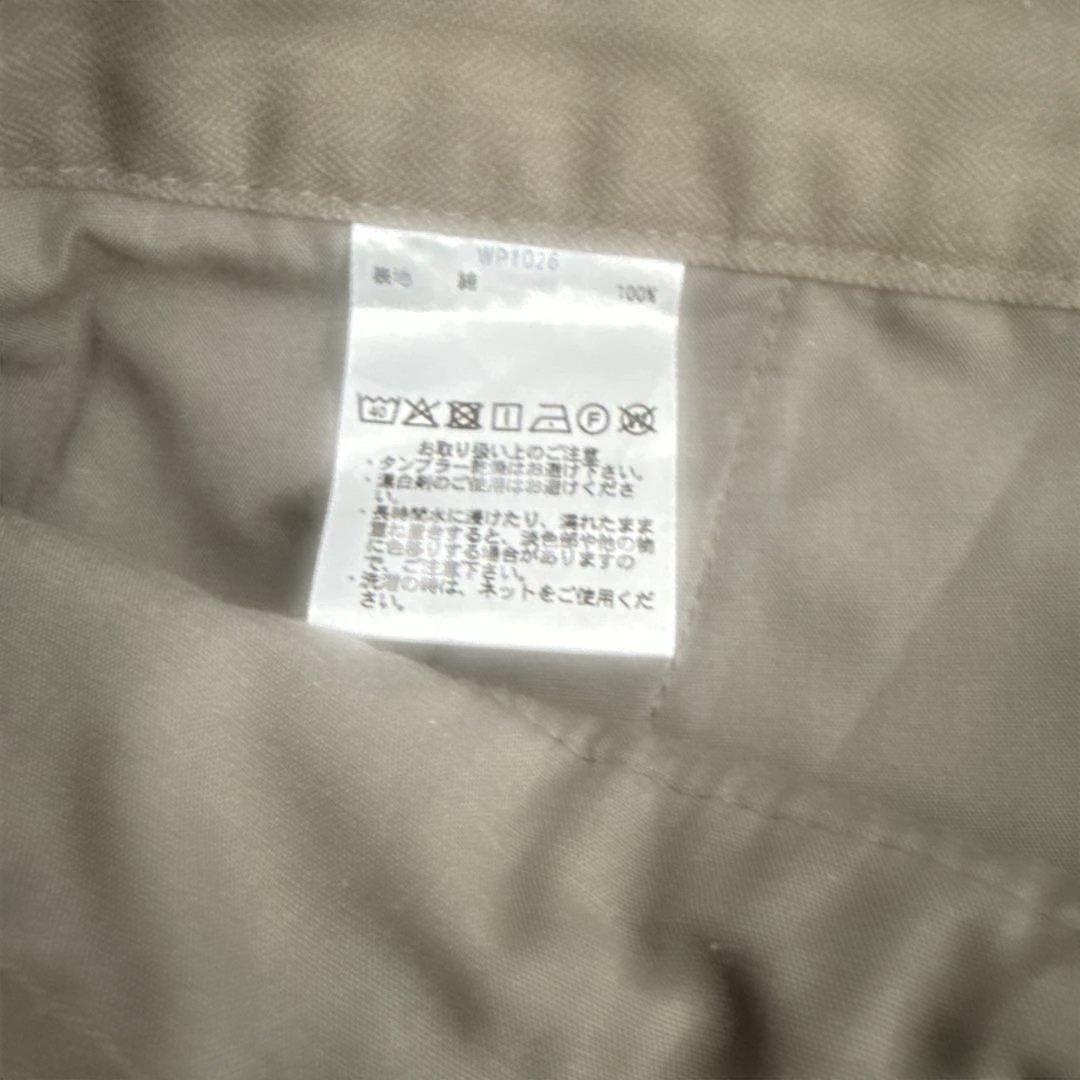 WP1026
表地 綿 100%
40 F W
お取り扱い上のご注意
・タンブラー乾燥はお避け下さい。
・漂白剤のご使用はお避けくださ
い。
・長時間水に浸けたり、濡れたまま
重ね置きすると、淡色部や他の物
に色移りする場合がありますの
で、ご注意下さい。
・洗濯の時は、ネットをご使用くだ
さい。